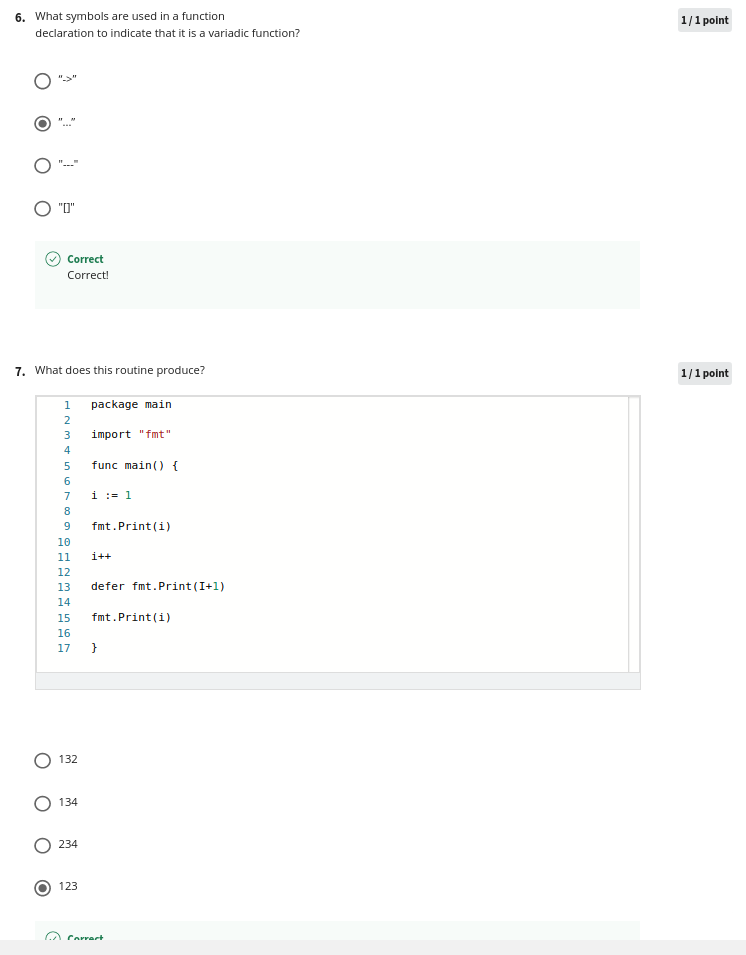 6. What symbols are used in a function 1 / 1 point
declaration to indicate that it is a variadic function?
"->"
"..."
"---"
"[]"
Correct
Correct!
7. What does this routine produce? 1 / 1 point
1 package main
2
3 import "fmt"
4
5 func main() {
6
7 i := 1
8
9 fmt.Print(i)
10
11 i++
12
13 defer fmt.Print(I+1)
14
15 fmt.Print(i)
16
17 }
132
134
234
123
Correct